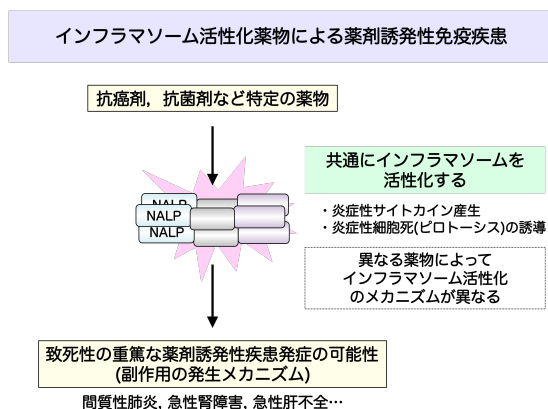 インフラマソーム活性化薬物による薬剤誘発性免疫疾患
抗癌剤，抗菌剤など特定の薬物
共通にインフラマソームを
活性化する
NALP
NALP
NALP
・炎症性サイトカイン産生
・炎症性細胞死(ピロトーシス)の誘導
異なる薬物によって
インフラマソーム活性化
のメカニズムが異なる
致死性の重篤な薬剤誘発性疾患発症の可能性
(副作用の発生メカニズム)
間質性肺炎, 急性腎障害, 急性肝不全…